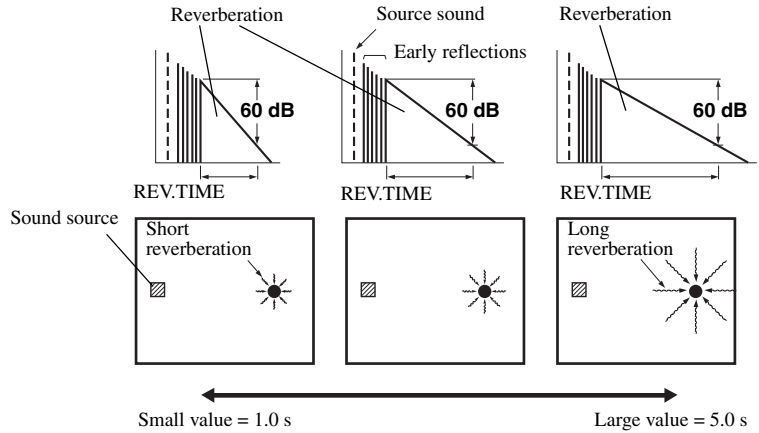 Source sound
Reverberation
Reverberation
Early reflections
60 dB
60 dB
60 dB
REV.TIME
REV.TIME
REV.TIME
Sound source
Short
reverberation
Long
reverberation
Small value = 1.0 s
Large value = 5.0 s